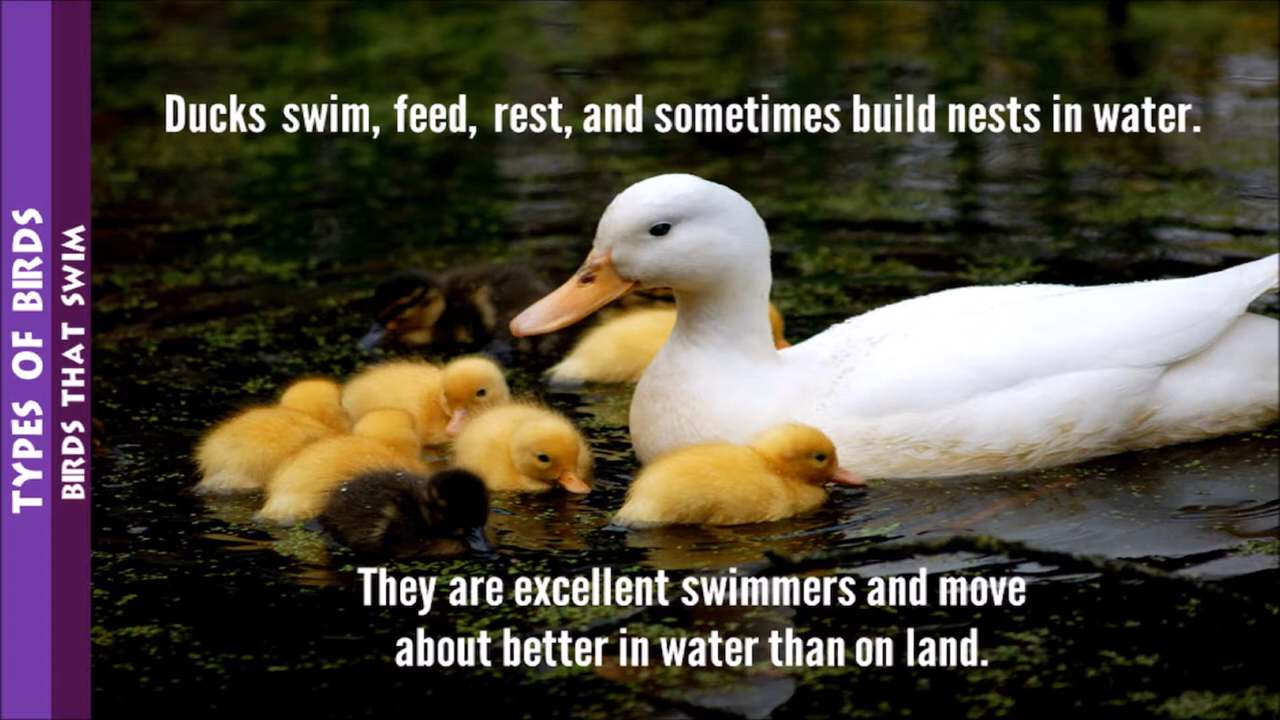 TYPES OF BIRDS
BIRDS THAT SWIM
Ducks swim, feed, rest, and sometimes build nests in water.
They are excellent swimmers and move
about better in water than on land.